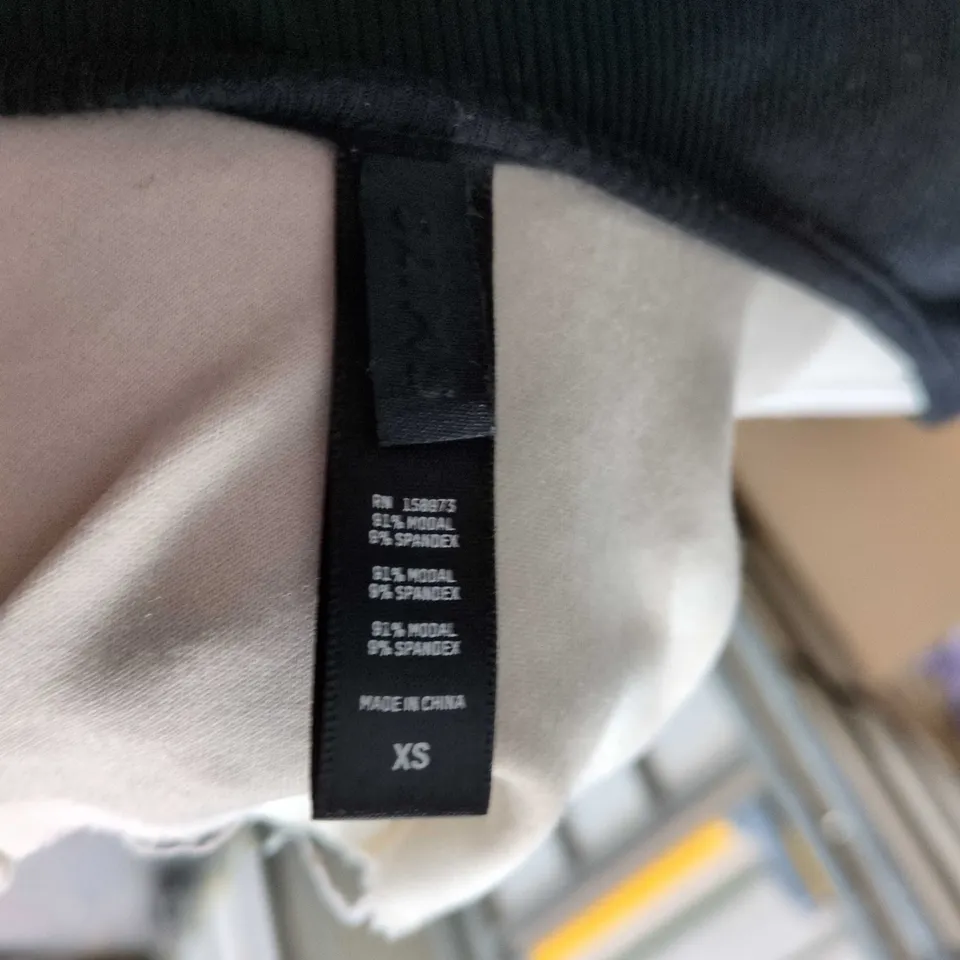 RN 158973
91% MODAL
9% SPANDEX
91% MODAL
9% SPANDEX
91% MODAL
9% SPANDEX
MADE IN CHINA
XS